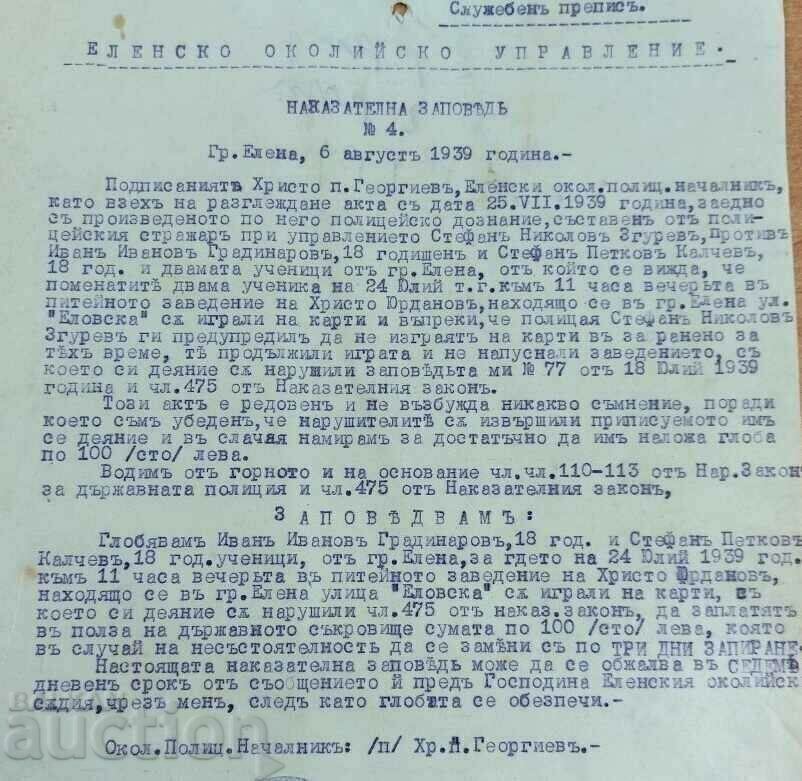 Служебенъ преписъ.
ЕЛЕНСКО ОКОЛИЙСКО УПРАВЛЕНИЕ.
НАКАЗАТЕЛНА ЗАПОВѢДЬ
№ 4.
Гр.Елена, 6 августъ 1939 година.-
Подписаниятъ Христо п.Георгиевъ, Еленски окол.полиц.началникъ,
като взехъ на разглеждане акта съ дата 25.VII.1939 година, заедно
съ произведеното по него полицейско дознание, съставенъ отъ поли-
цейския стражаръ при управлението Стефанъ Николовъ Згуревъ, противъ
Иванъ Ивановъ Градинаровъ, 18 годишенъ и Стефанъ Петковъ Калчевъ,
18 год. и двамата ученици отъ гр.Елена, отъ който се вижда, че
поменатитѣ двама ученика на 24 Юлий т.г.къмъ 11 часа вечерьта въ
питейното заведение на Христо Юрдановъ, находящо се въ гр.Елена ул.
"Еловска" сѫ играли на карти и въпреки, че полицая Стефанъ Николовъ
Згуревъ ги предупредилъ да не изграятъ на карти въ за ранено за
тѣхъ време, тѣ продължили играта и не напуснали заведението, съ
което си деяние сѫ нарушили заповѣдьта ми № 77 отъ 18 Юлий 1939
година и чл.475 отъ Наказателния законъ.
Този актъ е редовенъ и не възбужда никакво съмнение, поради
което съмъ убеденъ, че нарушителитѣ сѫ извършили приписуемото имъ
се деяние и въ случая намирамъ за достатъчно да имъ наложа глоба
по 100 /сто/ лева.
Водимъ отъ горното и на основание чл.чл.110-113 отъ Нар.Законъ
за държавната полиция и чл.475 отъ Наказателния законъ,
ЗАПОВѢДВАМЪ:
Глобявамъ Иванъ Ивановъ Градинаровъ, 18 год. и Стефанъ Петковъ
Калчевъ, 18 год.ученици, отъ гр.Елена, за гдето на 24 Юлий 1939 год.
къмъ 11 часа вечерьта въ питейното заведение на Христо Юрдановъ,
находящо се въ гр.Елена улица "Еловска" сѫ играли на карти, съ
което си деяние сѫ нарушили чл.475 отъ наказ.законъ, да заплатятъ
въ полза на държавното съкровище сумата по 100 /сто/ лева, която
въ случай на несъстоятелность да се замѣни съ по ТРИ ДНИ ЗАПИРАНЕ.
Настоящата наказателна заповѣдь може да се обжалва въ СЕДЕМЬ
дневенъ срокъ отъ съобщението й предъ Господина Еленския околийск
сѫдия, чрезъ менъ, следъ като глобата се обезпечи.-
Окол.Полиц.Началникъ: /п/ Хр.П.Георгиевъ.-
auction